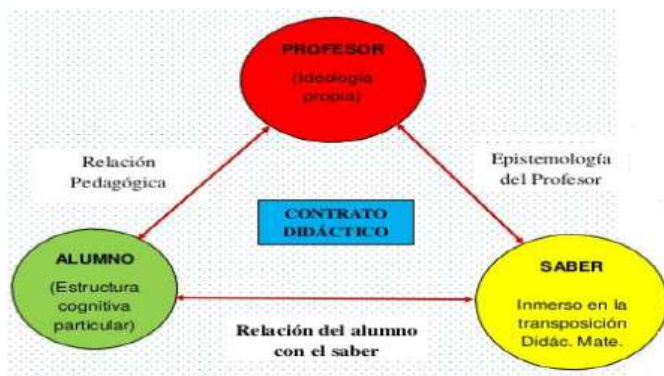 PROFESOR
(Ideología
propia)
Relación
Pedagógica
Epistemología
del Profesor
CONTRATO
DIDÁCTICO
ALUMNO
(Estructura
cognitiva
particular)
SABER
Inmerso en la
transposición
Didác. Mate.
Relación del alumno
con el saber